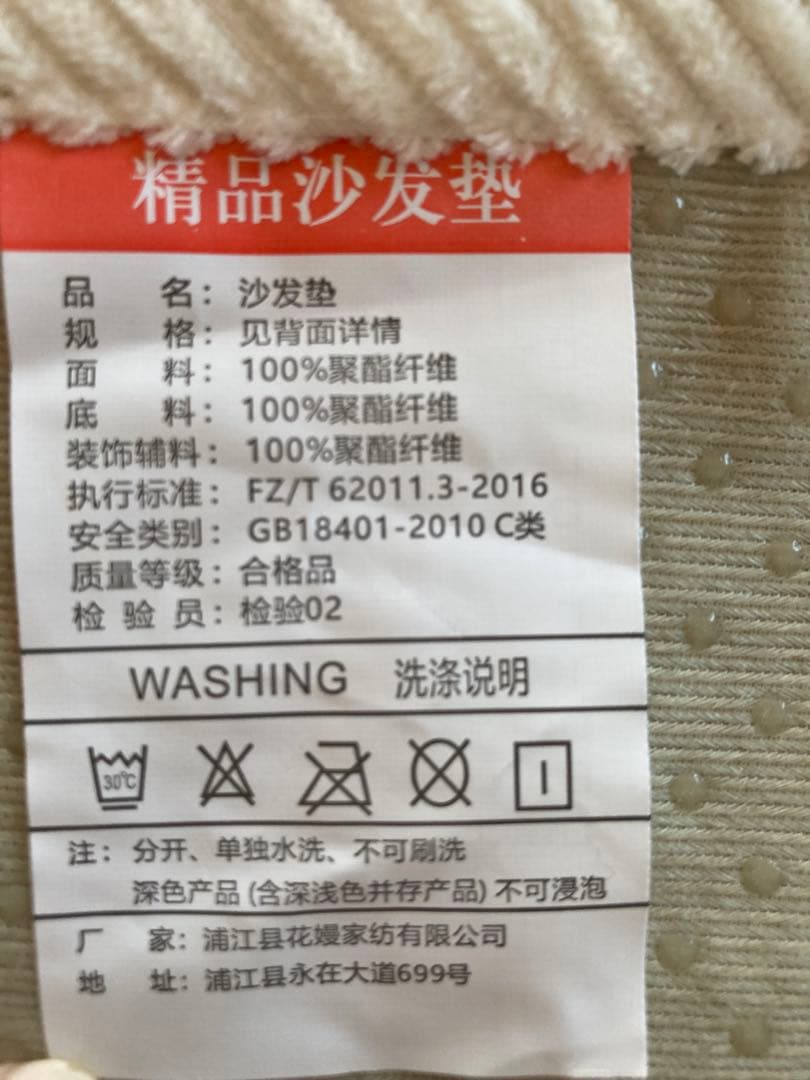 精品沙发垫
品 名：沙发垫
规 格：见背面详情
面 料：100%聚酯纤维
底 料：100%聚酯纤维
装饰辅料：100%聚酯纤维
执行标准：FZ/T 62011.3-2016
安全类别：GB18401-2010 C类
质量等级：合格品
检 验 员：检验02
WASHING 洗涤说明
30℃
注：分开、单独水洗、不可刷洗
深色产品 (含深浅色并存产品) 不可浸泡
厂 家：浦江县花嫚家纺有限公司
地 址：浦江县永在大道699号